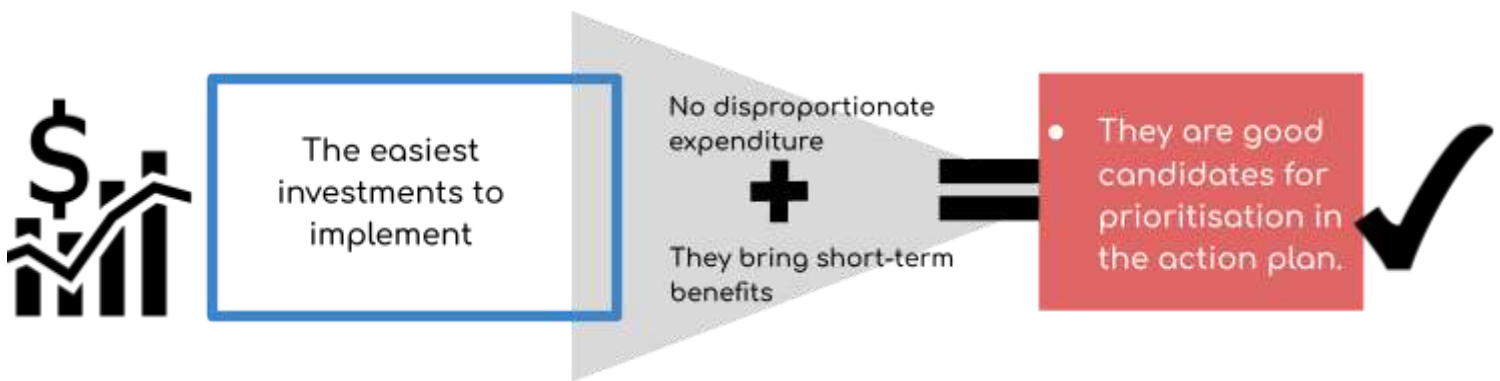 The easiest
investments to
implement
No disproportionate
expenditure
They bring short-term
benefits
• They are good
candidates for
prioritisation in
the action plan.